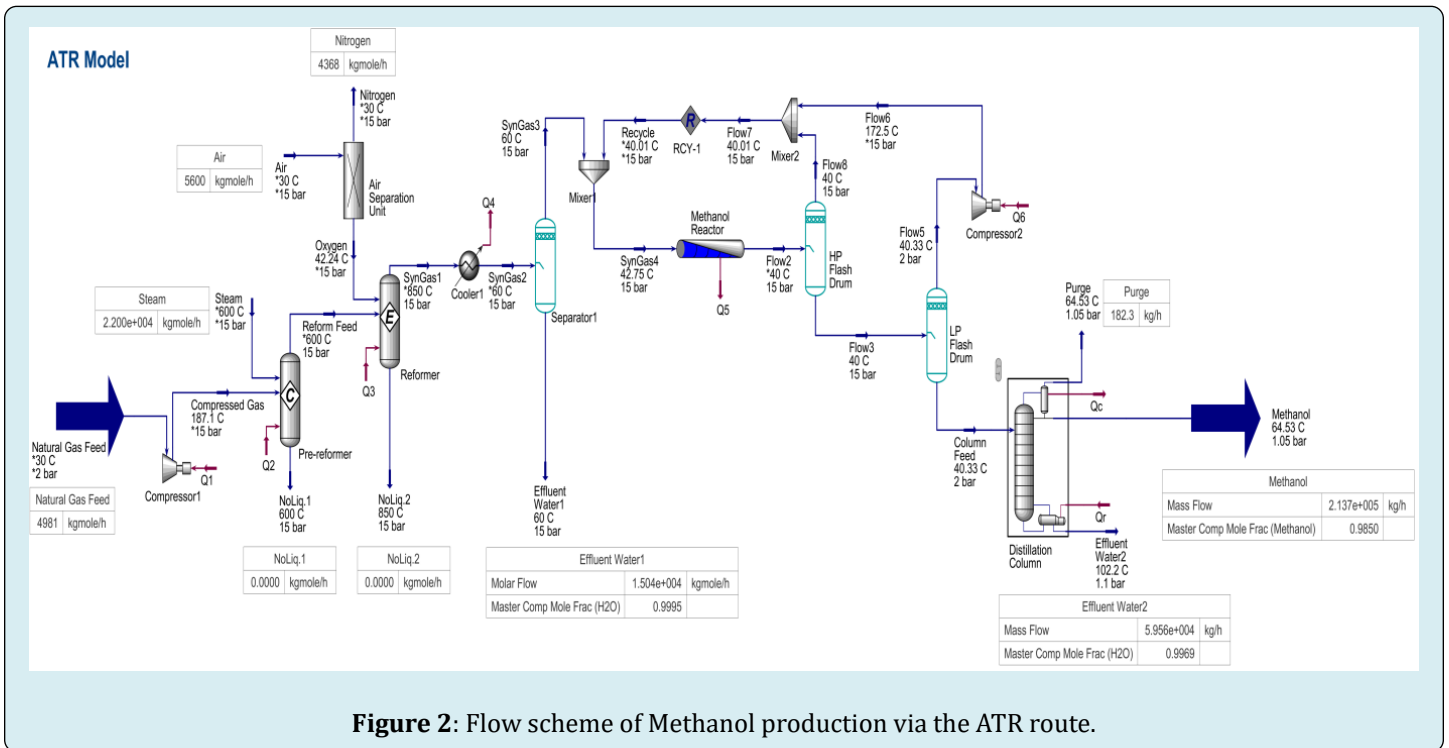 ATR Model
Nitrogen
4368 kgmole/h
Nitrogen
*30 C
*15 bar
Air
5600 kgmole/h
Air
*30 C
*15 bar
Air
Separation
Unit
Oxygen
42.24 C
*15 bar
Steam
2.200e+004 kgmole/h
Steam
*600 C
*15 bar
Reform Feed
*600 C
15 bar
Natural Gas Feed
*30 C
*2 bar
Natural Gas Feed
4981 kgmole/h
Compressor1
Q1
Compressed Gas
187.1 C
*15 bar
Q2
C
Pre-reformer
NoLiq.1
600 C
15 bar
NoLiq.1
0.0000 kgmole/h
Q3
E
Reformer
NoLiq.2
850 C
15 bar
NoLiq.2
0.0000 kgmole/h
SynGas1
*850 C
15 bar
Cooler1
Q4
SynGas2
*60 C
15 bar
SynGas3
60 C
15 bar
Separator1
Effluent
Water1
60 C
15 bar
Effluent Water1
Molar Flow 1.504e+004 kgmole/h
Master Comp Mole Frac (H2O) 0.9995
Mixer1
Recycle
*40.01 C
*15 bar
R
RCY-1
Flow7
40.01 C
15 bar
Mixer2
Flow6
172.5 C
*15 bar
SynGas4
42.75 C
15 bar
Methanol
Reactor
Q5
Flow2
*40 C
15 bar
Flow8
40 C
15 bar
HP
Flash
Drum
Flow3
40 C
15 bar
Flow5
40.33 C
2 bar
Compressor2
Q6
LP
Flash
Drum
Column
Feed
40.33 C
2 bar
Purge
64.53 C
1.05 bar
Purge
182.3 kg/h
Qc
Methanol
64.53 C
1.05 bar
Methanol
Mass Flow 2.137e+005 kg/h
Master Comp Mole Frac (Methanol) 0.9850
Qr
Distillation
Column
Effluent
Water2
102.2 C
1.1 bar
Effluent Water2
Mass Flow 5.956e+004 kg/h
Master Comp Mole Frac (H2O) 0.9969
Figure 2: Flow scheme of Methanol production via the ATR route.